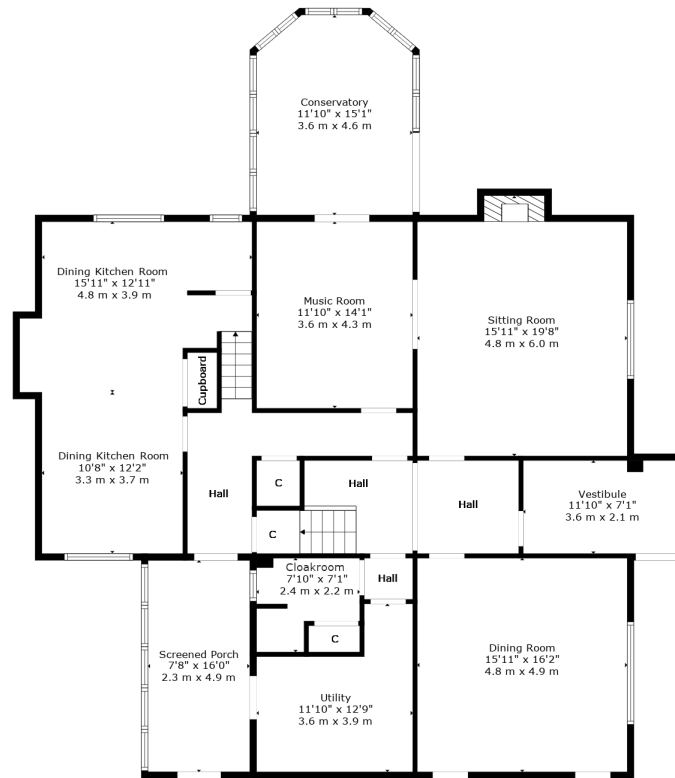 Conservatory
11'10" x 15'1"
3.6 m x 4.6 m
Dining Kitchen Room
15'11" x 12'11"
4.8 m x 3.9 m
Music Room
11'10" x 14'1"
3.6 m x 4.3 m
Sitting Room
15'11" x 19'8"
4.8 m x 6.0 m
Cupboard
Dining Kitchen Room
10'8" x 12'2"
3.3 m x 3.7 m
Hall
C
Hall
Hall
Vestibule
11'10" x 7'1"
3.6 m x 2.1 m
C
Cloakroom
7'10" x 7'1"
2.4 m x 2.2 m
Hall
C
Screened Porch
7'8" x 16'0"
2.3 m x 4.9 m
Dining Room
15'11" x 16'2"
4.8 m x 4.9 m
Utility
11'10" x 12'9"
3.6 m x 3.9 m